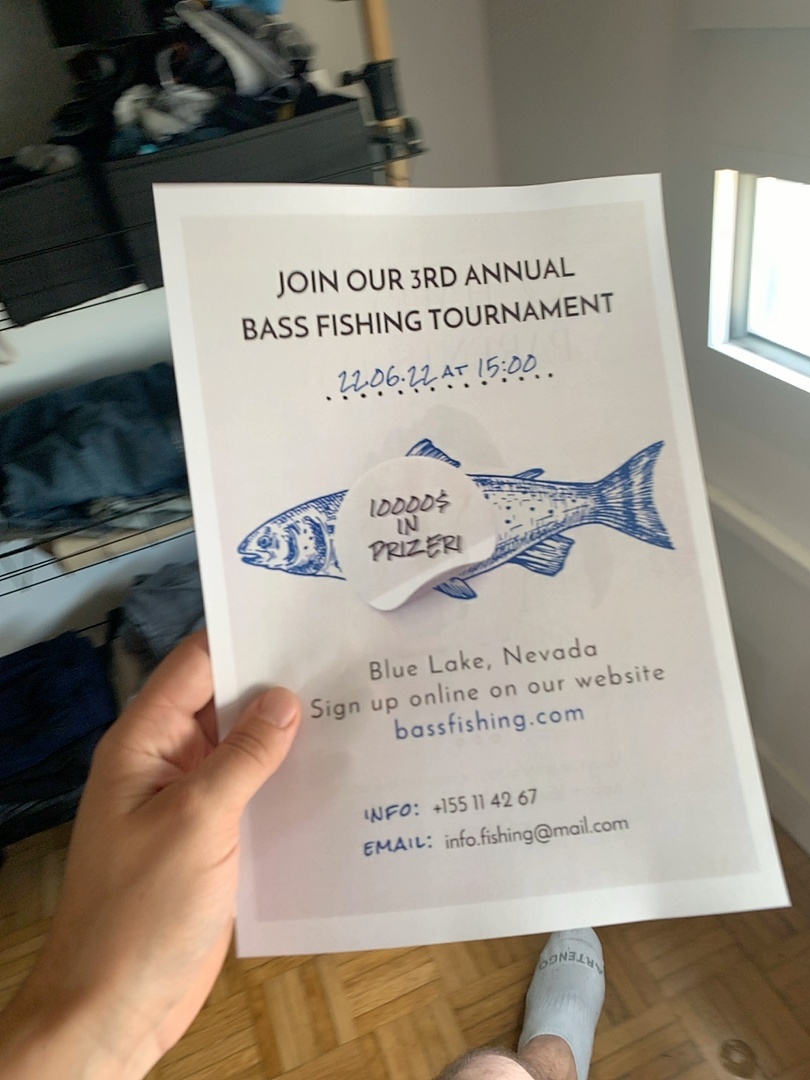 JOIN OUR 3RD ANNUAL
BASS FISHING TOURNAMENT
22.06.22 AT 15:00
10000$
IN
PRIZER!
Blue Lake, Nevada
Sign up online on our website
bassfishing.com
INFO: +155 11 42 67
EMAIL: info.fishing@mail.com
ARTENGO